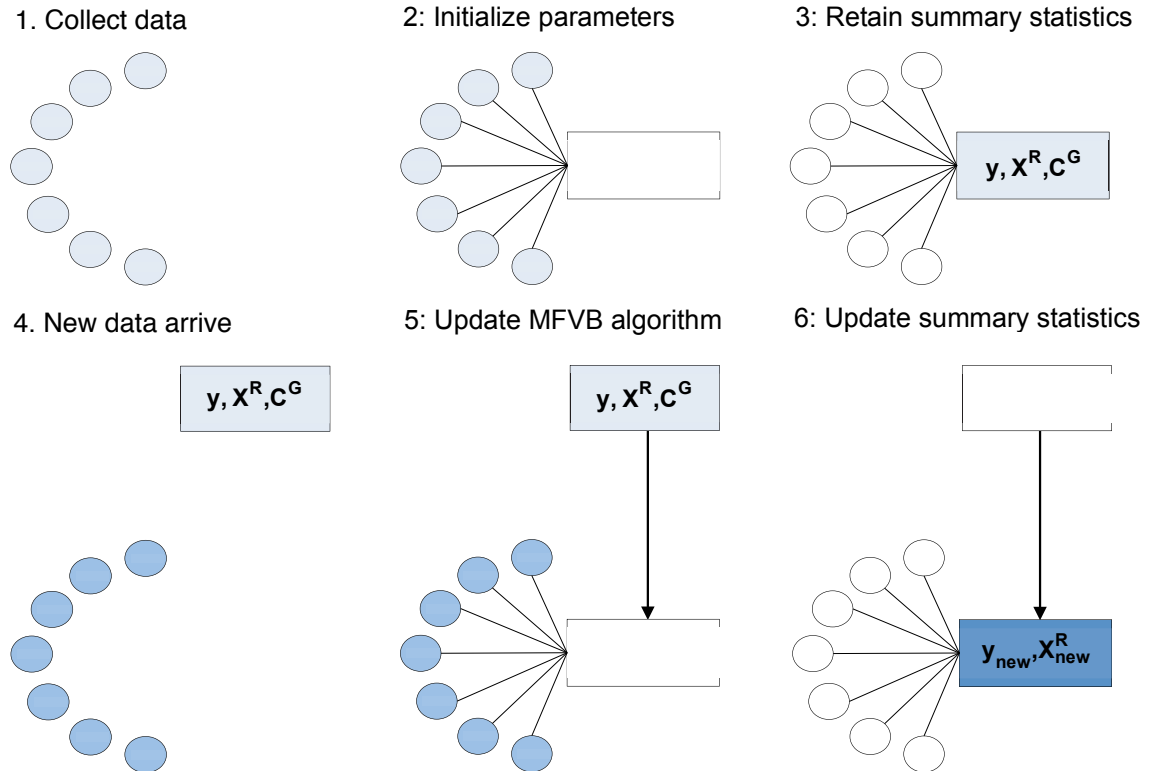 1. Collect data
2: Initialize parameters
3: Retain summary statistics
y, X^R,C^G
4. New data arrive
5: Update MFVB algorithm
6: Update summary statistics
y, X^R,C^G
y, X^R,C^G
y_new,X^R_new